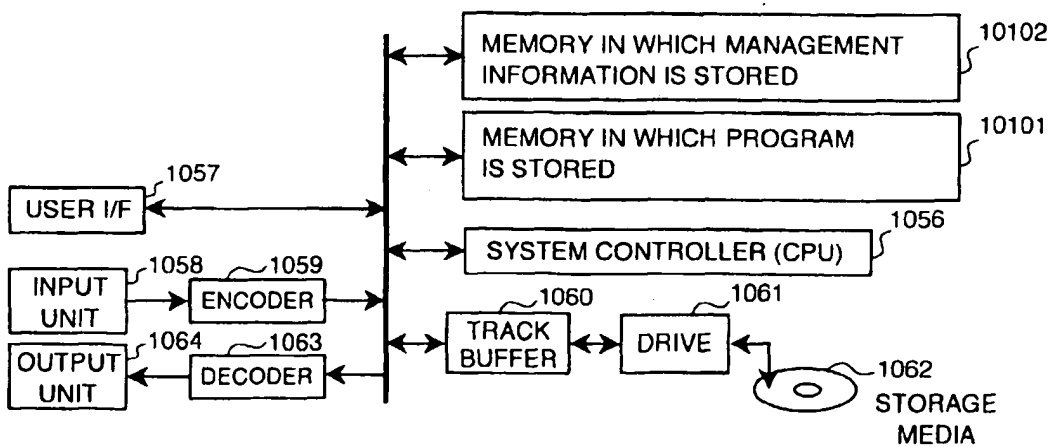 MEMORY IN WHICH MANAGEMENT
INFORMATION IS STORED
10102
MEMORY IN WHICH PROGRAM
IS STORED
10101
1057
USER I/F
SYSTEM CONTROLLER (CPU)
1056
1058
INPUT
UNIT
1059
ENCODER
1060
TRACK
BUFFER
1061
DRIVE
1064
OUTPUT
UNIT
1063
DECODER
1062
STORAGE
MEDIA